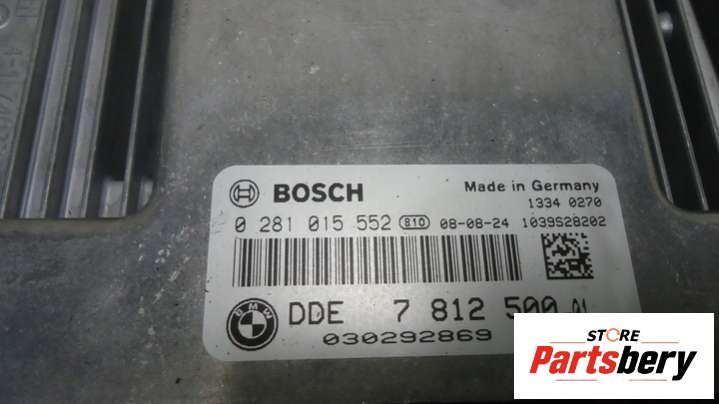 BOSCH
Made in Germany
1334 0270
0 281 015 552 810 08-08-24 1039S28202
BMW
DDE 7 812 500-01
030292869
STORE
Partsbery